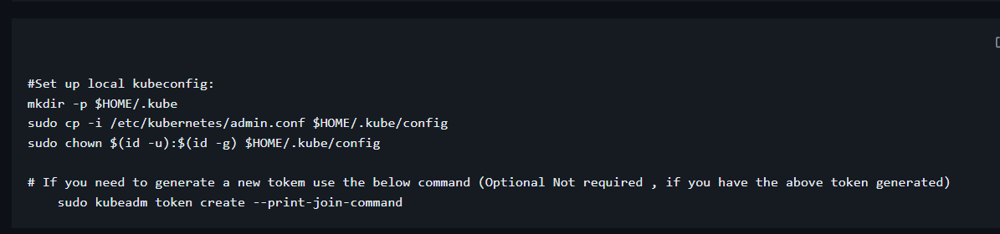 #Set up local kubeconfig:
mkdir -p $HOME/.kube
sudo cp -i /etc/kubernetes/admin.conf $HOME/.kube/config
sudo chown $(id -u):$(id -g) $HOME/.kube/config
# If you need to generate a new tokem use the below command (Optional Not required , if you have the above token generated)
sudo kubeadm token create --print-join-command